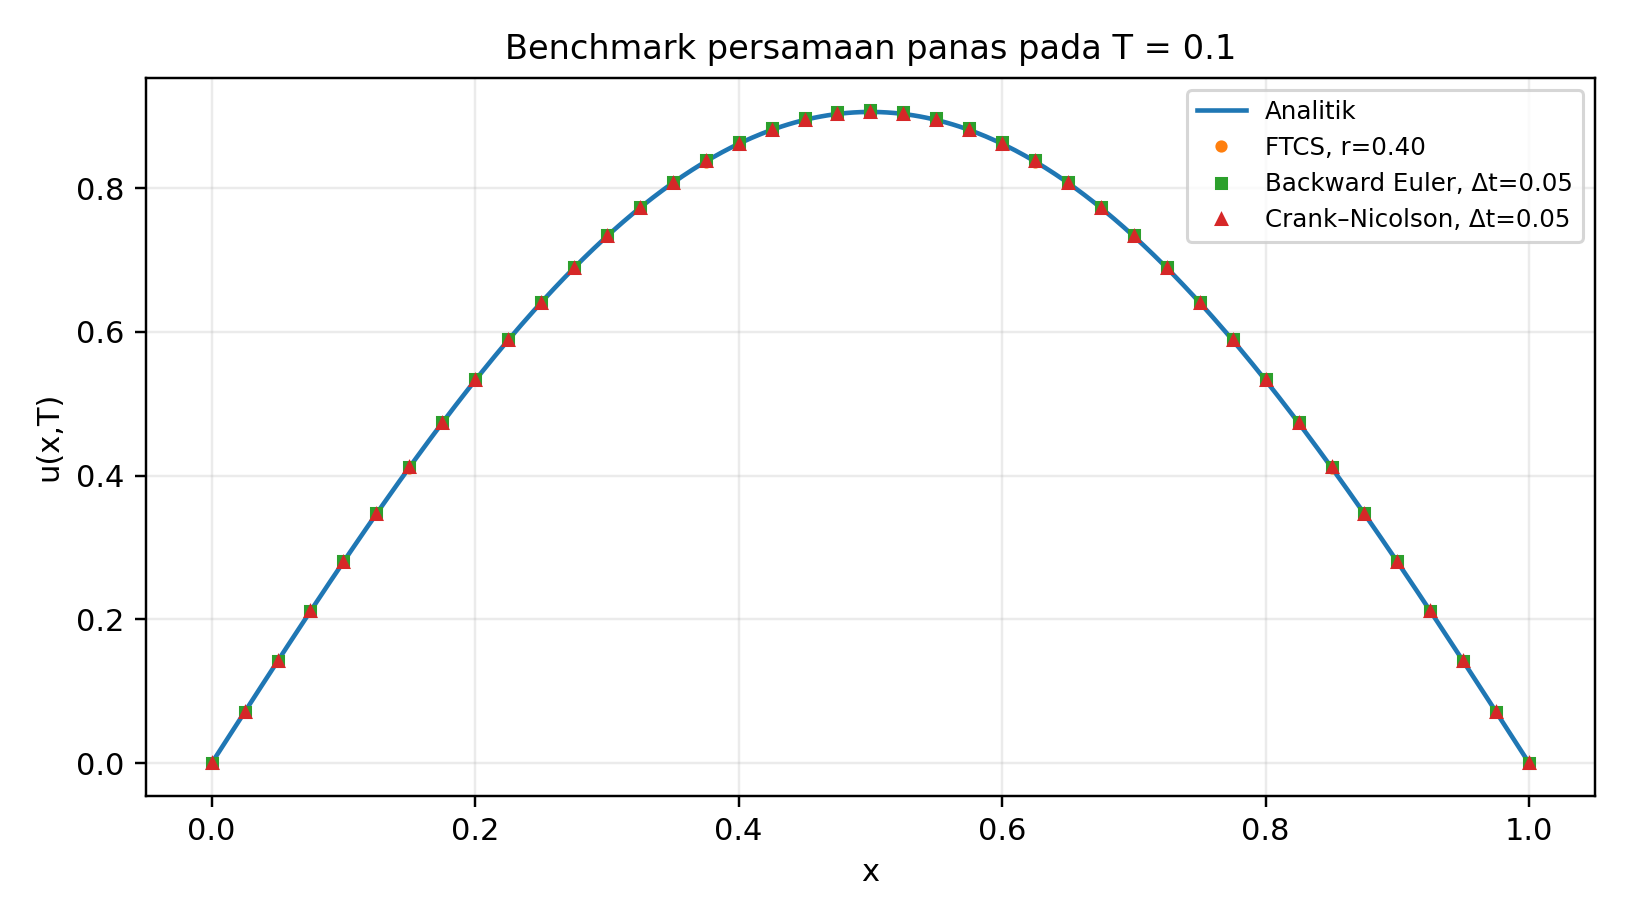 Benchmark persamaan panas pada T = 0.1
Analitik
FTCS, r=0.40
Backward Euler, Δt=0.05
Crank–Nicolson, Δt=0.05
u(x,T)
0.8
0.6
0.4
0.2
0.0
0.0 0.2 0.4 0.6 0.8 1.0
x